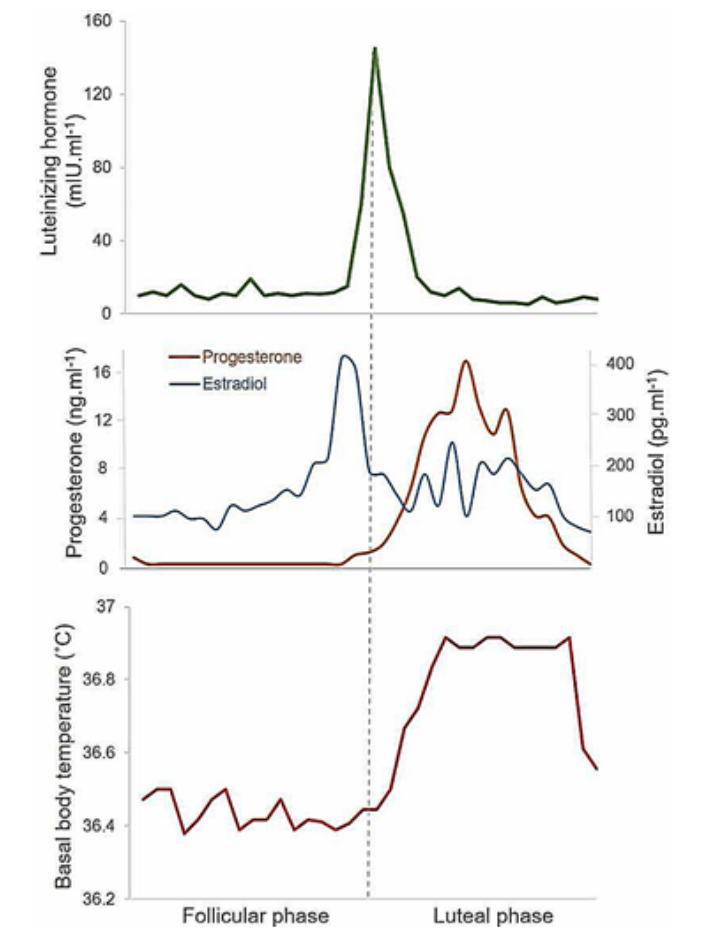 160
120
80
40
0
Luteinizing hormone
(mIU.ml-1)
Progesterone
Estradiol
16
12
8
4
0
Progesterone (ng.ml-1)
400
300
200
100
Estradiol (pg.ml-1)
37
36.8
36.6
36.4
36.2
Basal body temperature (˚C)
Follicular phase
Luteal phase